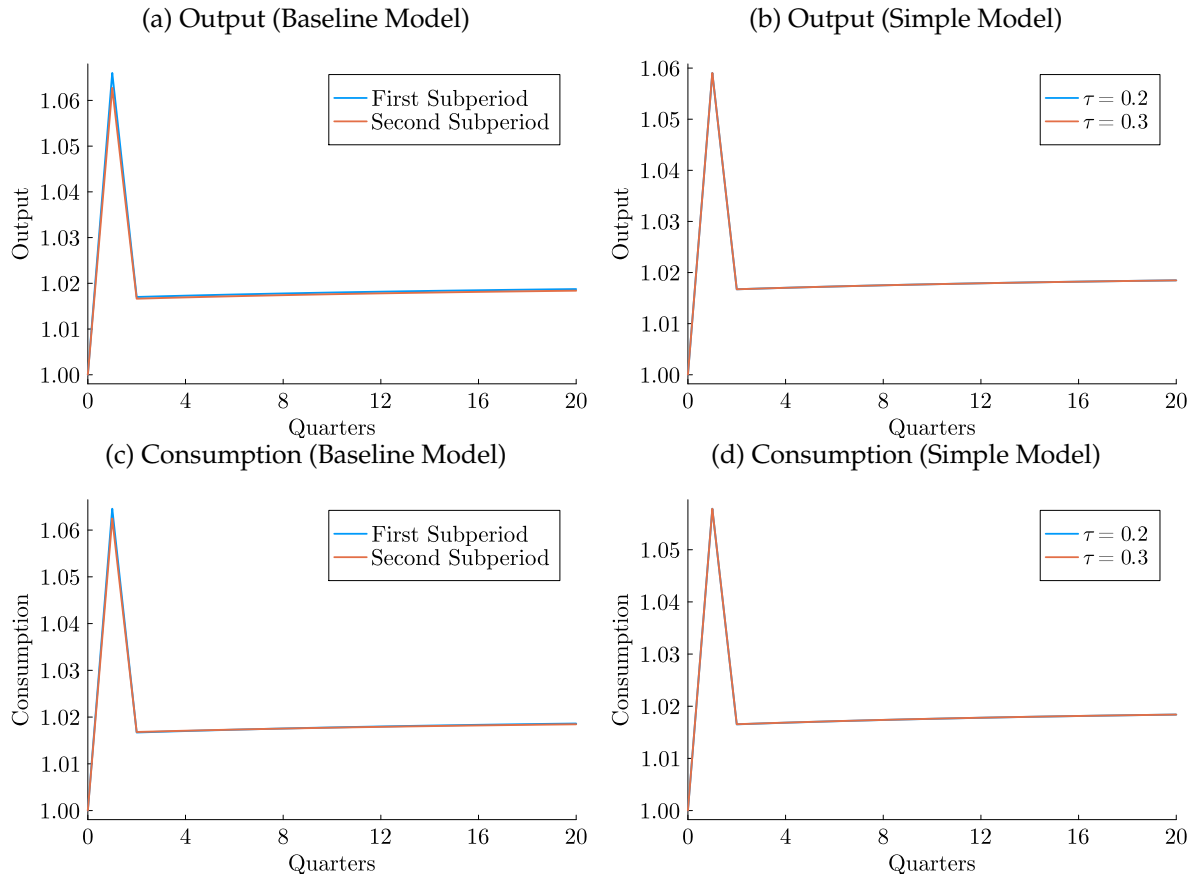 (a) Output (Baseline Model)
Output
1.06
1.05
1.04
1.03
1.02
1.01
1.00
First Subperiod
Second Subperiod
0 4 8 12 16 20
Quarters
(b) Output (Simple Model)
Output
1.06
1.05
1.04
1.03
1.02
1.01
1.00
τ = 0.2
τ = 0.3
0 4 8 12 16 20
Quarters
(c) Consumption (Baseline Model)
Consumption
1.06
1.05
1.04
1.03
1.02
1.01
1.00
First Subperiod
Second Subperiod
0 4 8 12 16 20
Quarters
(d) Consumption (Simple Model)
Consumption
1.05
1.04
1.03
1.02
1.01
1.00
τ = 0.2
τ = 0.3
0 4 8 12 16 20
Quarters